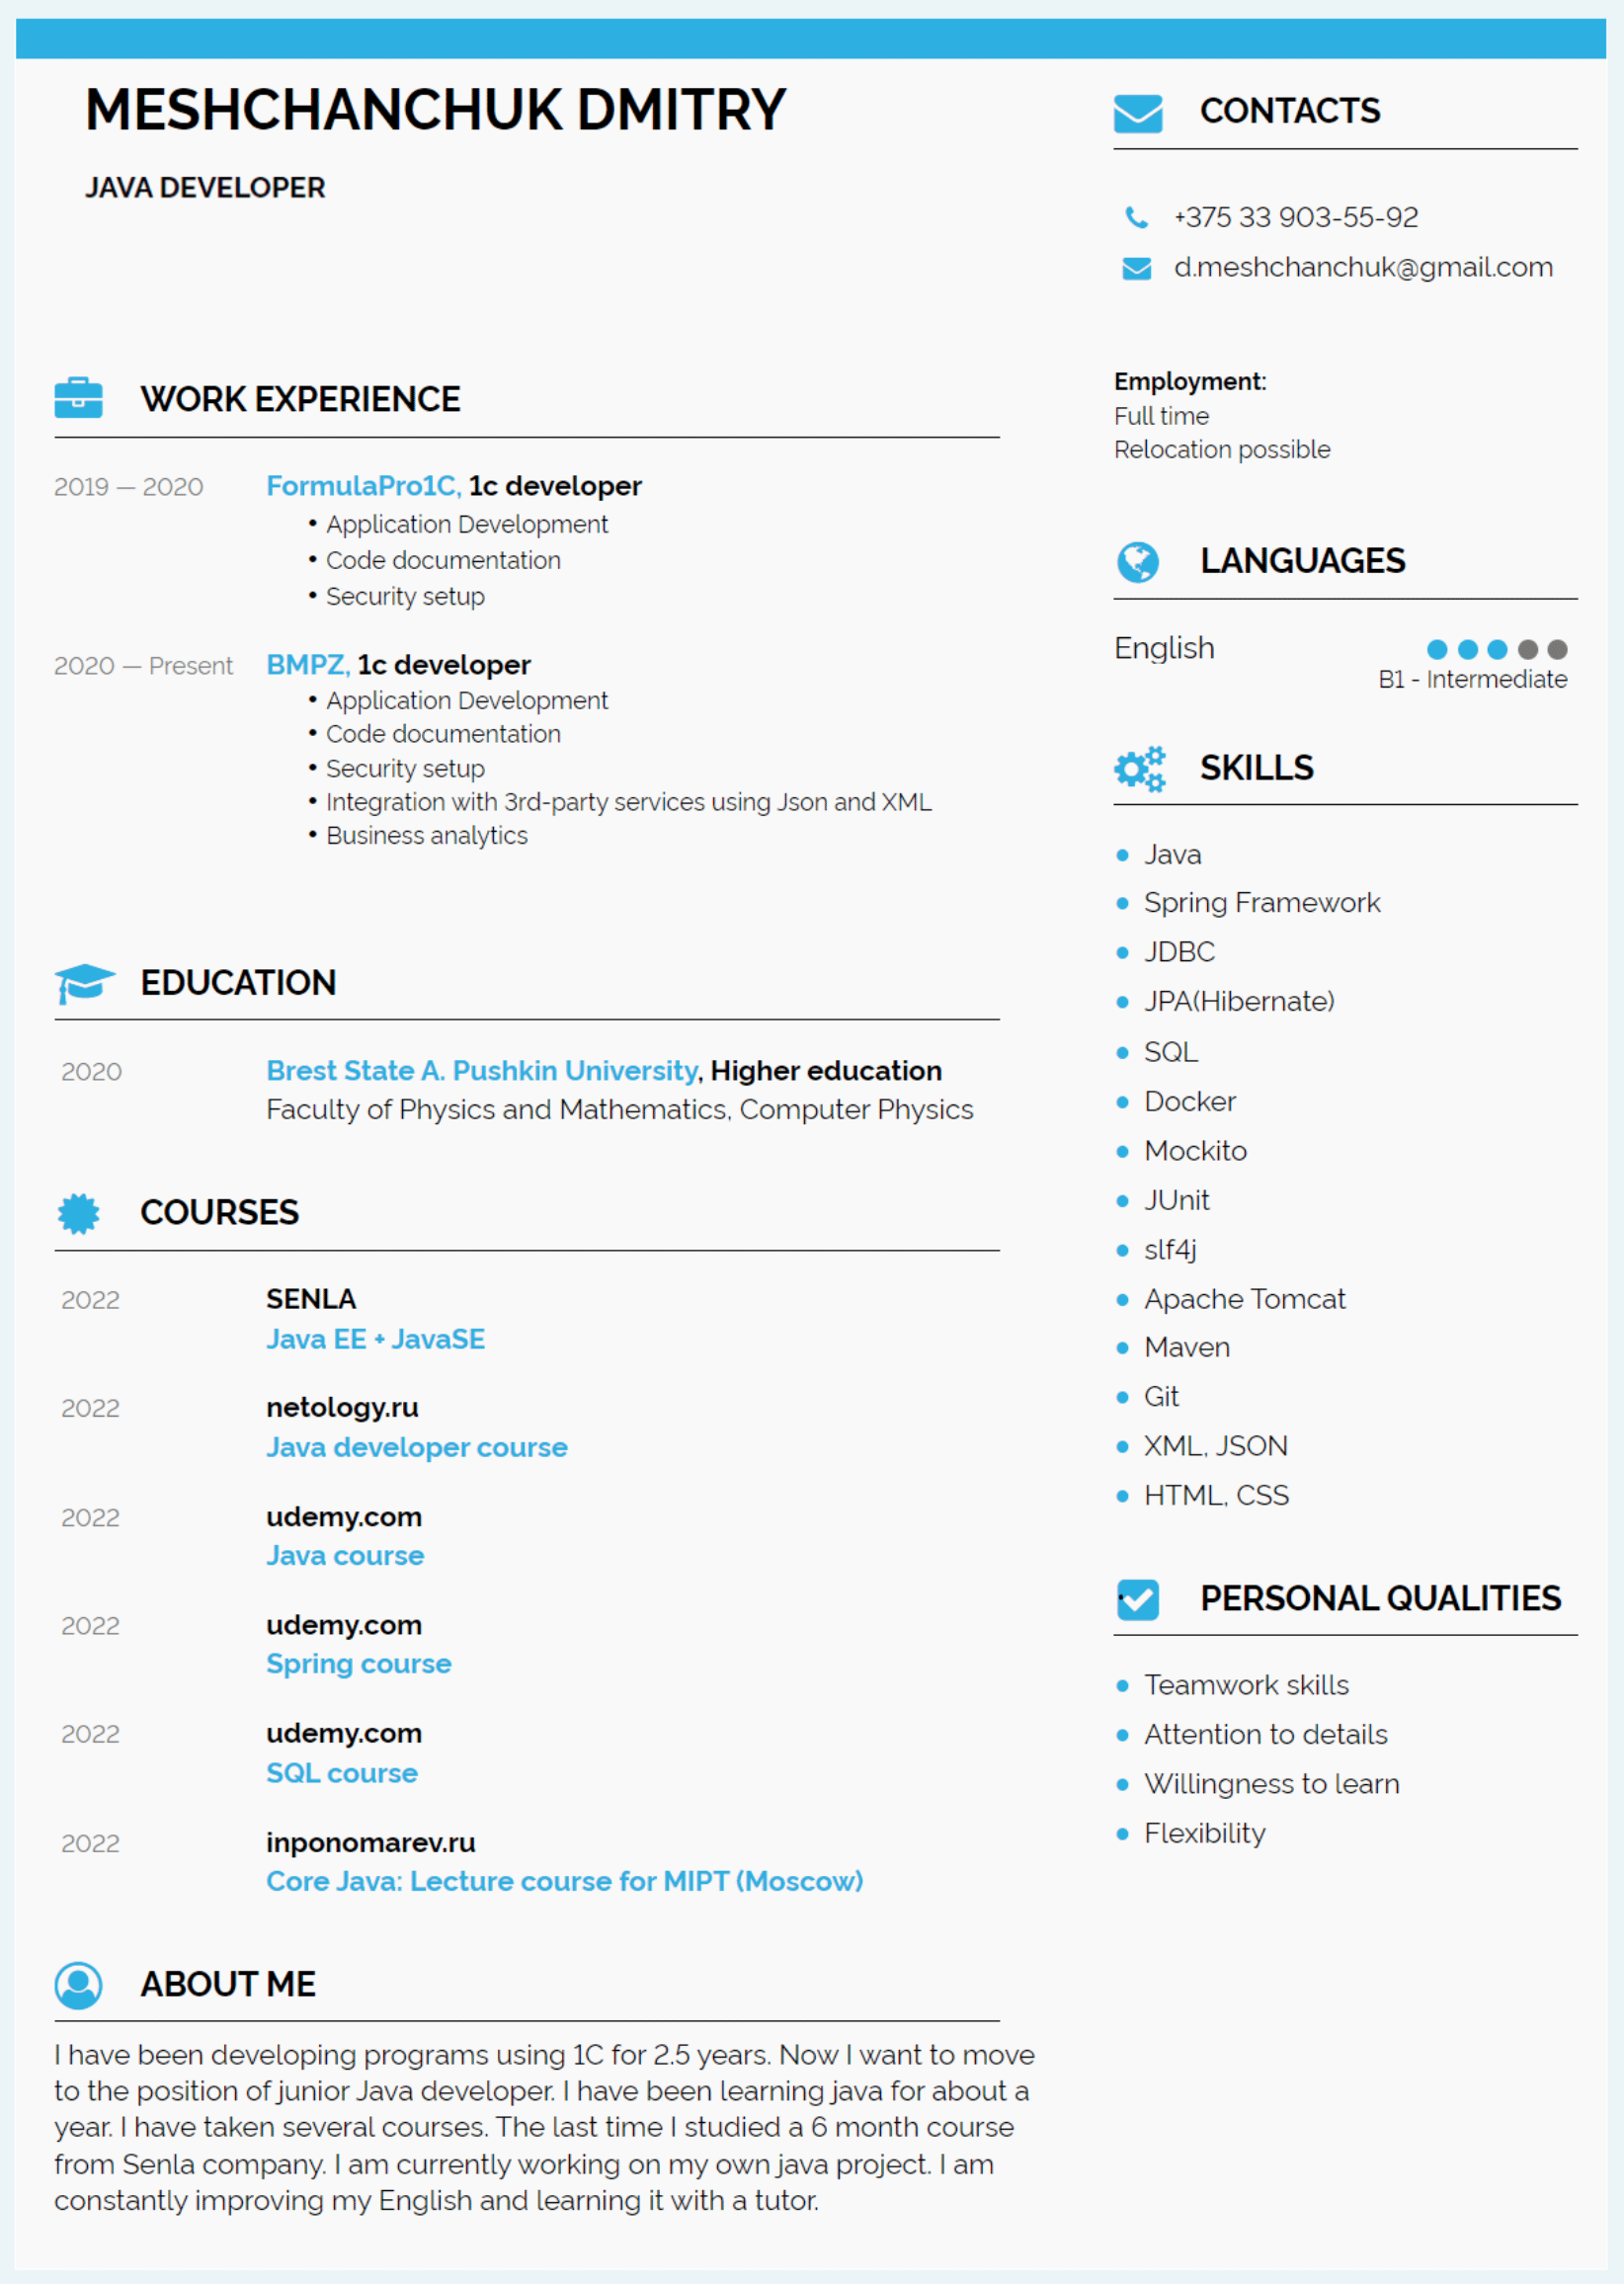 MESHCHANCHUK DMITRY
JAVA DEVELOPER
WORK EXPERIENCE
2019 — 2020 FormulaPro1C, 1c developer
• Application Development
• Code documentation
• Security setup
2020 — Present BMPZ, 1c developer
• Application Development
• Code documentation
• Security setup
• Integration with 3rd-party services using Json and XML
• Business analytics
EDUCATION
2020 Brest State A. Pushkin University, Higher education
Faculty of Physics and Mathematics, Computer Physics
COURSES
2022 SENLA
Java EE + JavaSE
2022 netology.ru
Java developer course
2022 udemy.com
Java course
2022 udemy.com
Spring course
2022 udemy.com
SQL course
2022 inponomarev.ru
Core Java: Lecture course for MIPT (Moscow)
ABOUT ME
I have been developing programs using 1C for 2.5 years. Now I want to move
to the position of junior Java developer. I have been learning java for about a
year. I have taken several courses. The last time I studied a 6 month course
from Senla company. I am currently working on my own java project. I am
constantly improving my English and learning it with a tutor.
CONTACTS
+375 33 903-55-92
d.meshchanchuk@gmail.com
Employment:
Full time
Relocation possible
LANGUAGES
English
B1 - Intermediate
SKILLS
• Java
• Spring Framework
• JDBC
• JPA(Hibernate)
• SQL
• Docker
• Mockito
• JUnit
• slf4j
• Apache Tomcat
• Maven
• Git
• XML, JSON
• HTML, CSS
PERSONAL QUALITIES
• Teamwork skills
• Attention to details
• Willingness to learn
• Flexibility